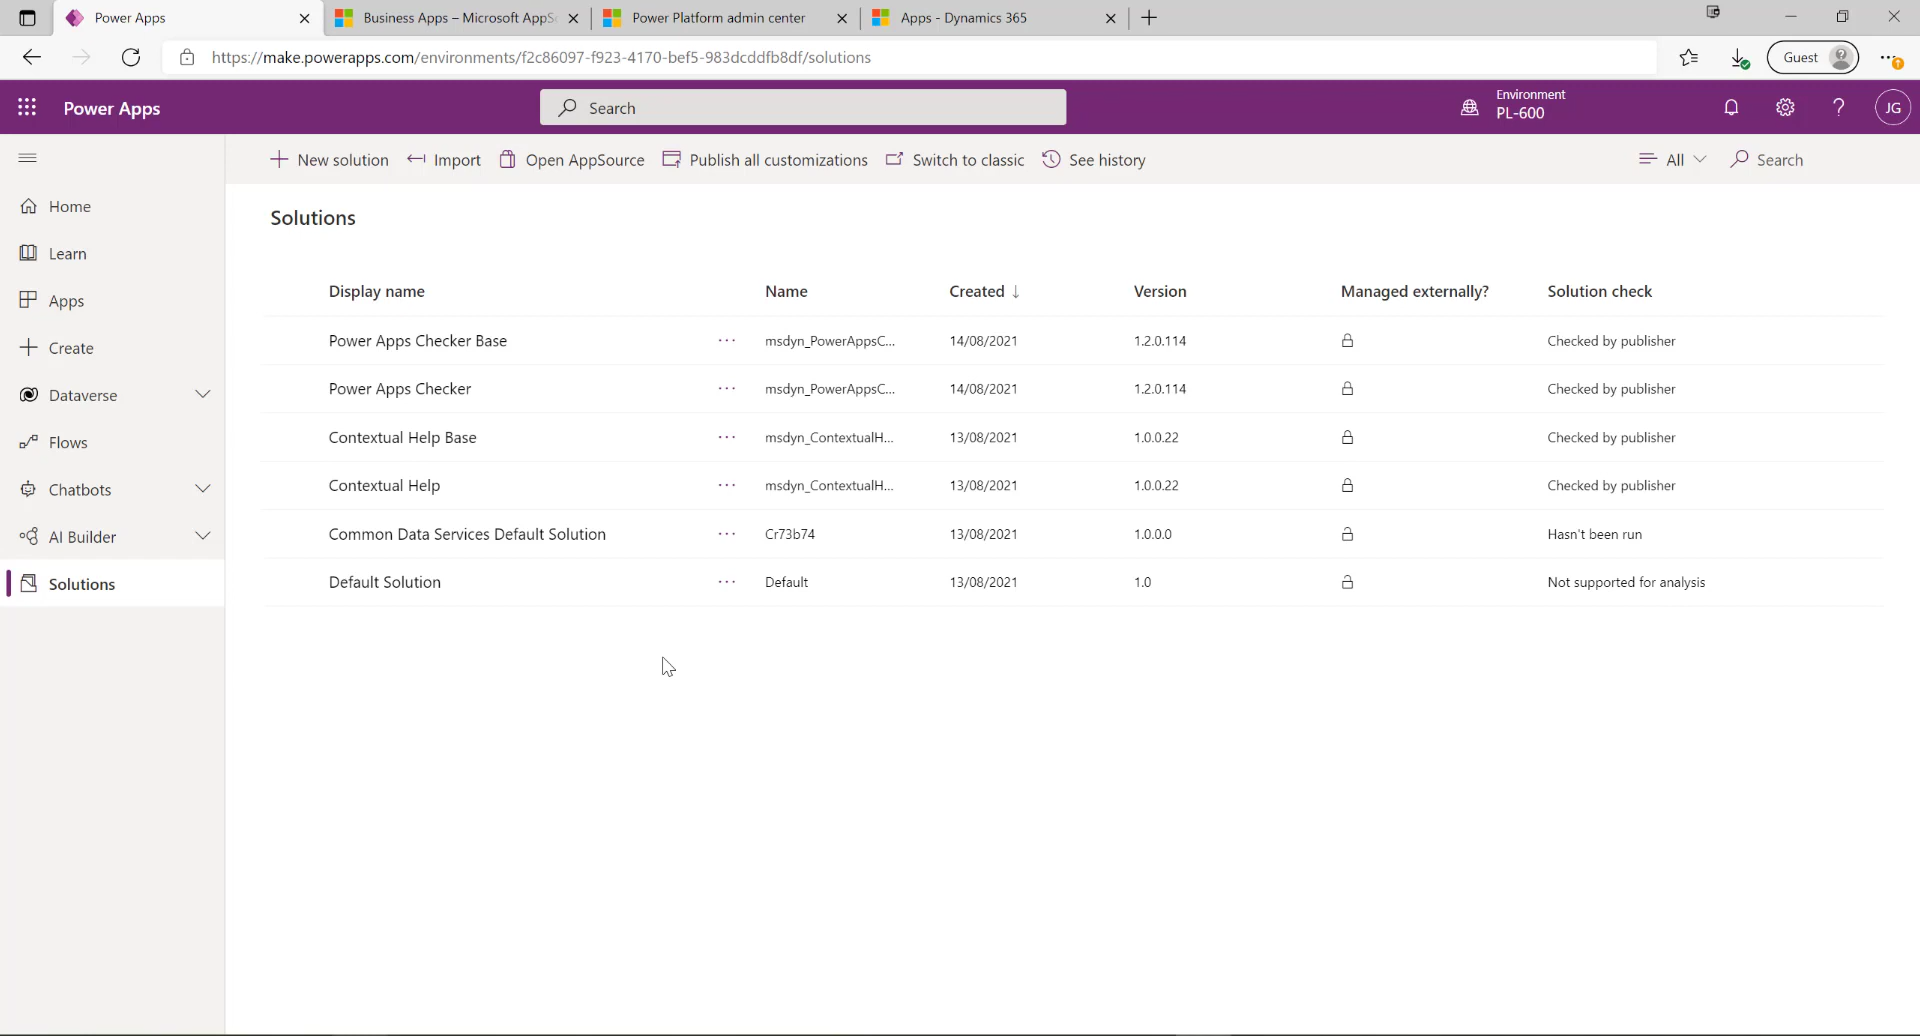 Power Apps
Business Apps – Microsoft AppS
Power Platform admin center
Apps - Dynamics 365
https://make.powerapps.com/environments/f2c86097-f923-4170-bef5-983dcddfb8df/solutions
Guest
Power Apps
Search
Environment
PL-600
JG
New solution
Import
Open AppSource
Publish all customizations
Switch to classic
See history
All
Search
Home
Learn
Apps
Create
Dataverse
Flows
Chatbots
AI Builder
Solutions
Solutions
Display name Name Created ↓ Version Managed externally? Solution check
Power Apps Checker Base ... msdyn_PowerAppsC... 14/08/2021 1.2.0.114 Checked by publisher
Power Apps Checker ... msdyn_PowerAppsC... 14/08/2021 1.2.0.114 Checked by publisher
Contextual Help Base ... msdyn_ContextualH... 13/08/2021 1.0.0.22 Checked by publisher
Contextual Help ... msdyn_ContextualH... 13/08/2021 1.0.0.22 Checked by publisher
Common Data Services Default Solution ... Cr73b74 13/08/2021 1.0.0.0 Hasn't been run
Default Solution ... Default 13/08/2021 1.0 Not supported for analysis